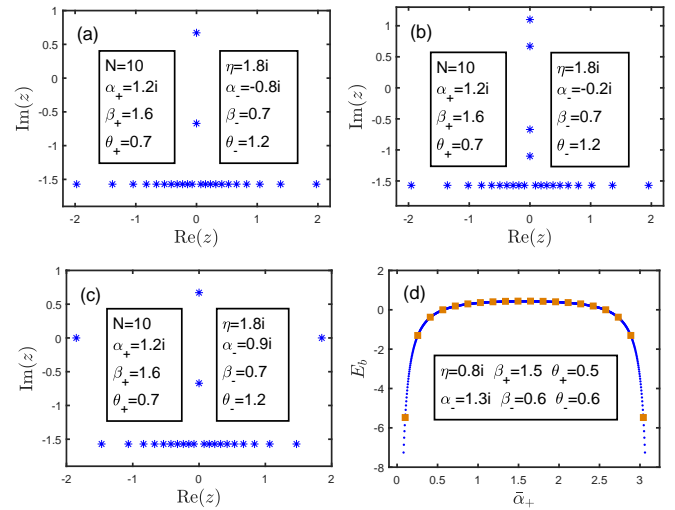 (a)
N=10
α₊=1.2i
β₊=1.6
θ₊=0.7
η=1.8i
α₋=-0.8i
β₋=0.7
θ₋=1.2
Im(z)
1
0.5
0
-0.5
-1
-1.5
-2 -1 0 1 2
Re(z)
(b)
N=10
α₊=1.2i
β₊=1.6
θ₊=0.7
η=1.8i
α₋=-0.2i
β₋=0.7
θ₋=1.2
Im(z)
1
0.5
0
-0.5
-1
-1.5
-2 -1 0 1 2
Re(z)
(c)
N=10
α₊=1.2i
β₊=1.6
θ₊=0.7
η=1.8i
α₋=0.9i
β₋=0.7
θ₋=1.2
Im(z)
1
0.5
0
-0.5
-1
-1.5
-2 -1 0 1 2
Re(z)
(d)
η=0.8i β₊=1.5 θ₊=0.5
α₋=1.3i β₋=0.6 θ₋=0.6
E_b
2
0
-2
-4
-6
-8
0 0.5 1 1.5 2 2.5 3
ᾱ₊